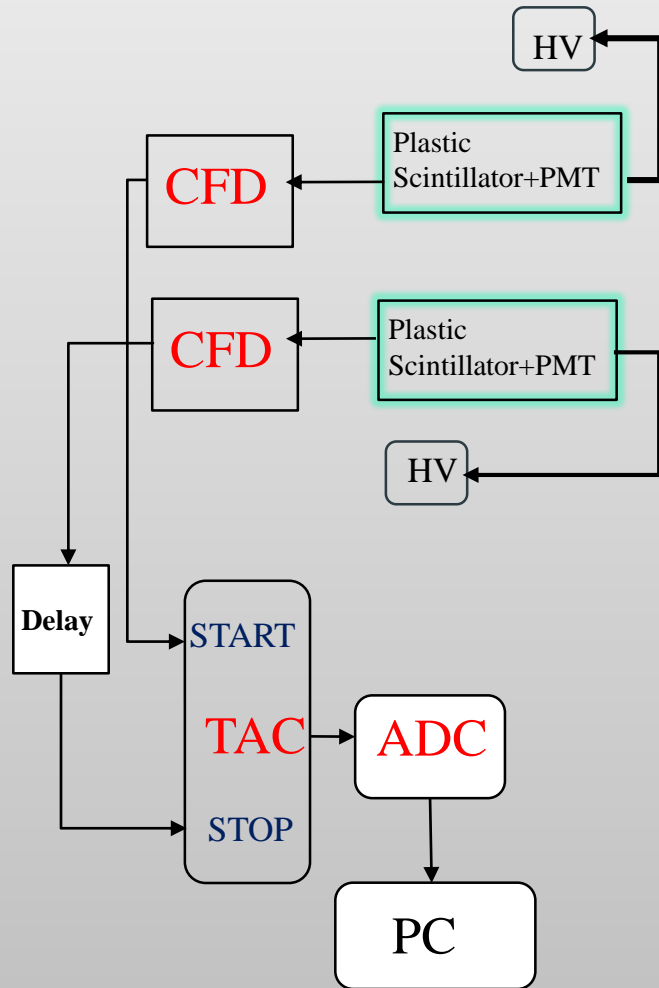 HV
Plastic
Scintillator+PMT
CFD
Plastic
Scintillator+PMT
CFD
HV
Delay
START
TAC
ADC
STOP
PC